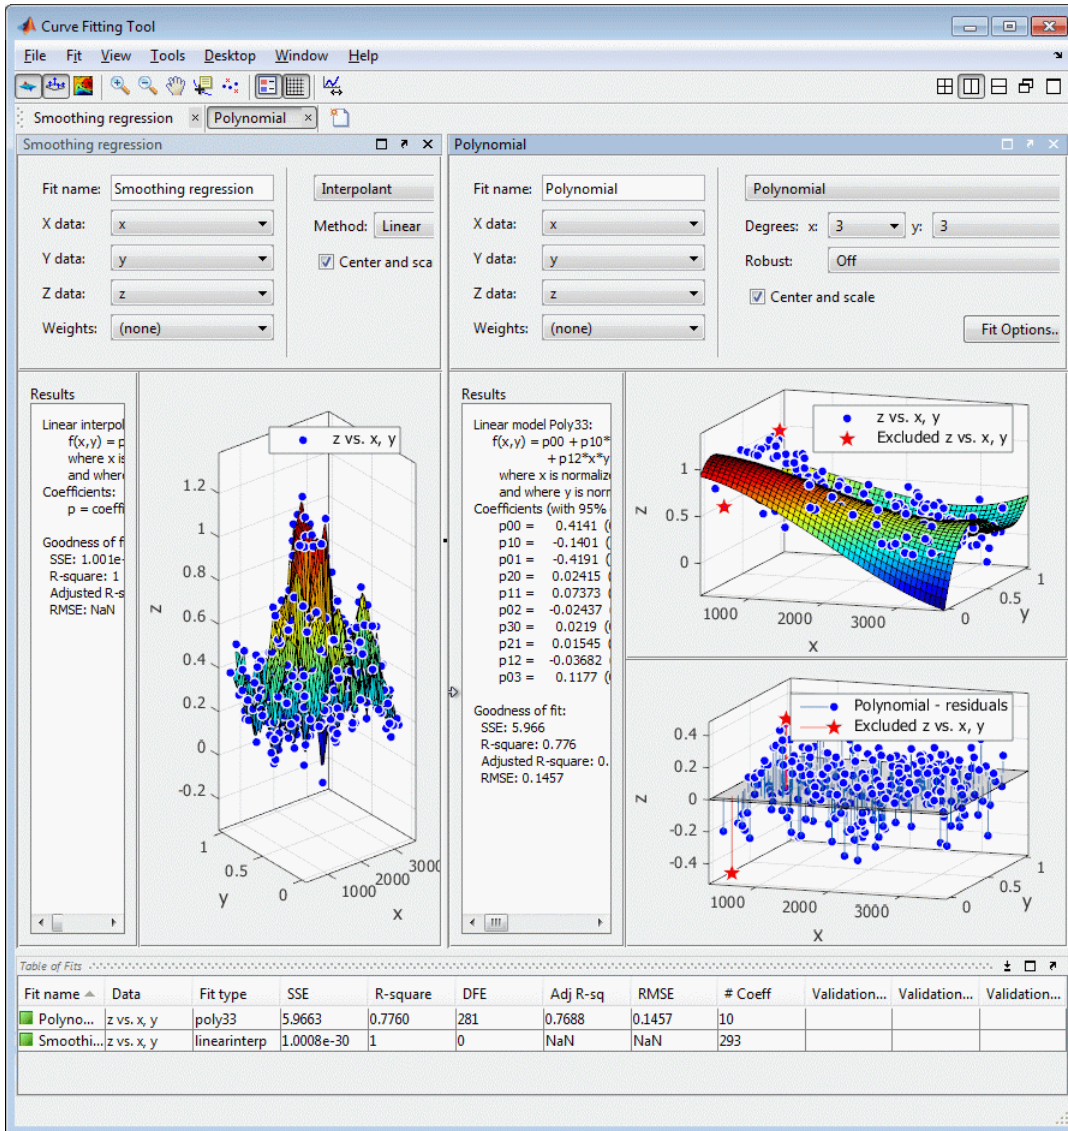 Curve Fitting Tool
File Fit View Tools Desktop Window Help
Smoothing regression × Polynomial ×
Smoothing regression
Fit name: Smoothing regression
X data: x
Y data: y
Z data: z
Weights: (none)
Interpolant
Method: Linear
Center and sca
Polynomial
Fit name: Polynomial
X data: x
Y data: y
Z data: z
Weights: (none)
Polynomial
Degrees: x: 3 y: 3
Robust: Off
Center and scale
Fit Options..
Results
Linear interpol
f(x,y) = p
where x is
and where
Coefficients:
p = coeffi
Goodness of f
SSE: 1.001e-
R-square: 1
Adjusted R-s
RMSE: NaN
z vs. x, y
1.2
1
0.8
0.6
0.4
0.2
0
-0.2
z
1
0.5
0
y
1000
2000
3000
x
Results
Linear model Poly33:
f(x,y) = p00 + p10*
+ p12*x*y
where x is normalize
and where y is norr
Coefficients (with 95%
p00 = 0.4141 (
p10 = -0.1401 (
p01 = -0.4191 (
p20 = 0.02415 (
p11 = 0.07373 (
p02 = -0.02437 (
p30 = 0.0219 (
p21 = 0.01545 (
p12 = -0.03682 (
p03 = 0.1177 (
Goodness of fit:
SSE: 5.966
R-square: 0.776
Adjusted R-square: 0.
RMSE: 0.1457
z vs. x, y
Excluded z vs. x, y
1
0.5
0
z
1000 2000 3000
x
0
0.5
1
y
Polynomial - residuals
Excluded z vs. x, y
0.4
0.2
0
-0.2
-0.4
z
1000 2000 3000
x
0
0.5
1
y
Table of Fits
Fit name Data Fit type SSE R-square DFE Adj R-sq RMSE # Coeff Validation... Validation... Validation...
Polyno... z vs. x, y poly33 5.9663 0.7760 281 0.7688 0.1457 10
Smoothi... z vs. x, y linearinterp 1.0008e-30 1 0 NaN NaN 293